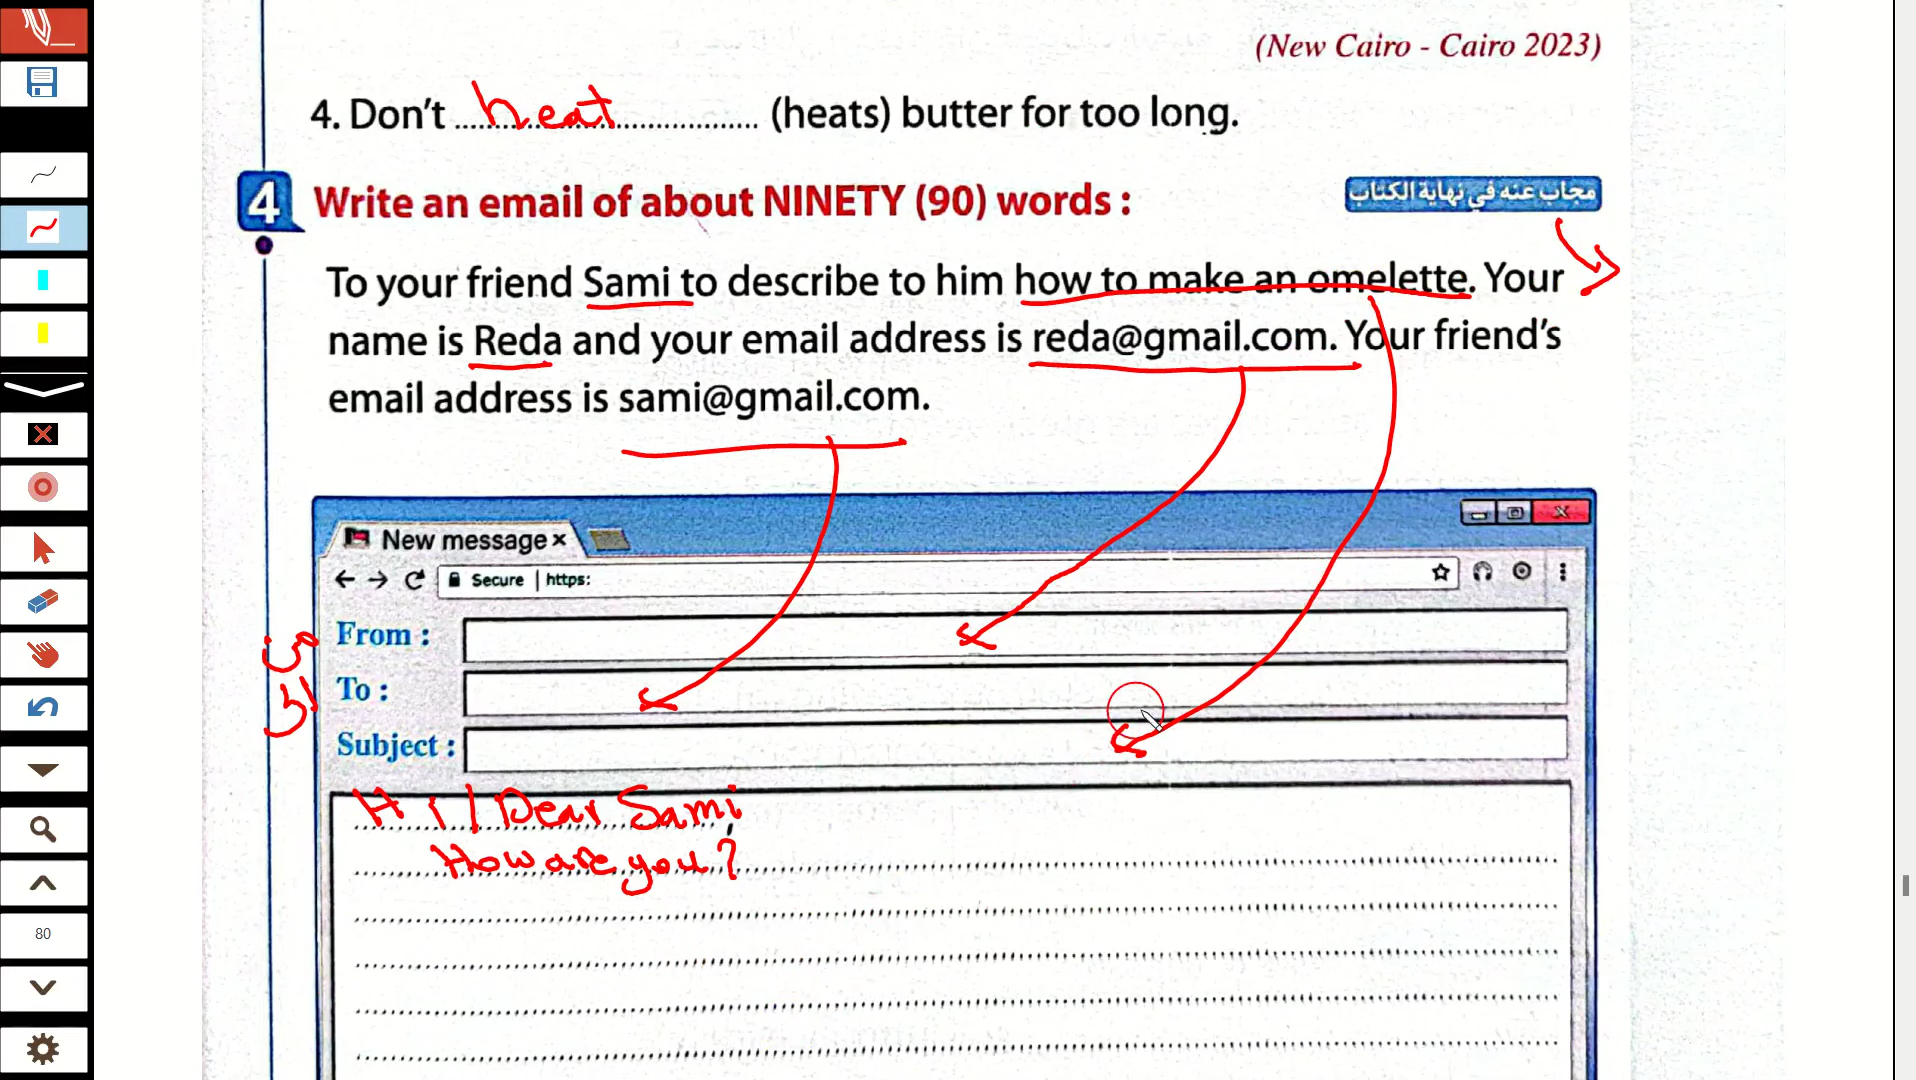 (New Cairo - Cairo 2023)
4. Don't heat (heats) butter for too long.
4 Write an email of about NINETY (90) words :
مجاب عنه في نهاية الكتاب
To your friend Sami to describe to him how to make an omelette. Your
name is Reda and your email address is reda@gmail.com. Your friend's
email address is sami@gmail.com.
New message ×
Secure | https:
من From :
إلى To :
Subject :
Hi / Dear Sami,
How are you?
80